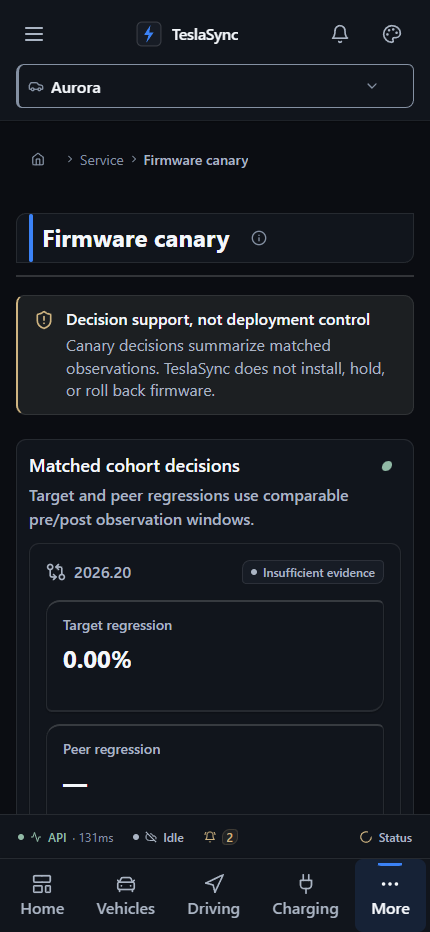 TeslaSync
Aurora
Service
Firmware canary
Firmware canary
Decision support, not deployment control
Canary decisions summarize matched
observations. TeslaSync does not install, hold,
or roll back firmware.
Matched cohort decisions
Target and peer regressions use comparable
pre/post observation windows.
2026.20
Insufficient evidence
Target regression
0.00%
Peer regression
—
API · 131ms
Idle
2
Status
Home
Vehicles
Driving
Charging
More